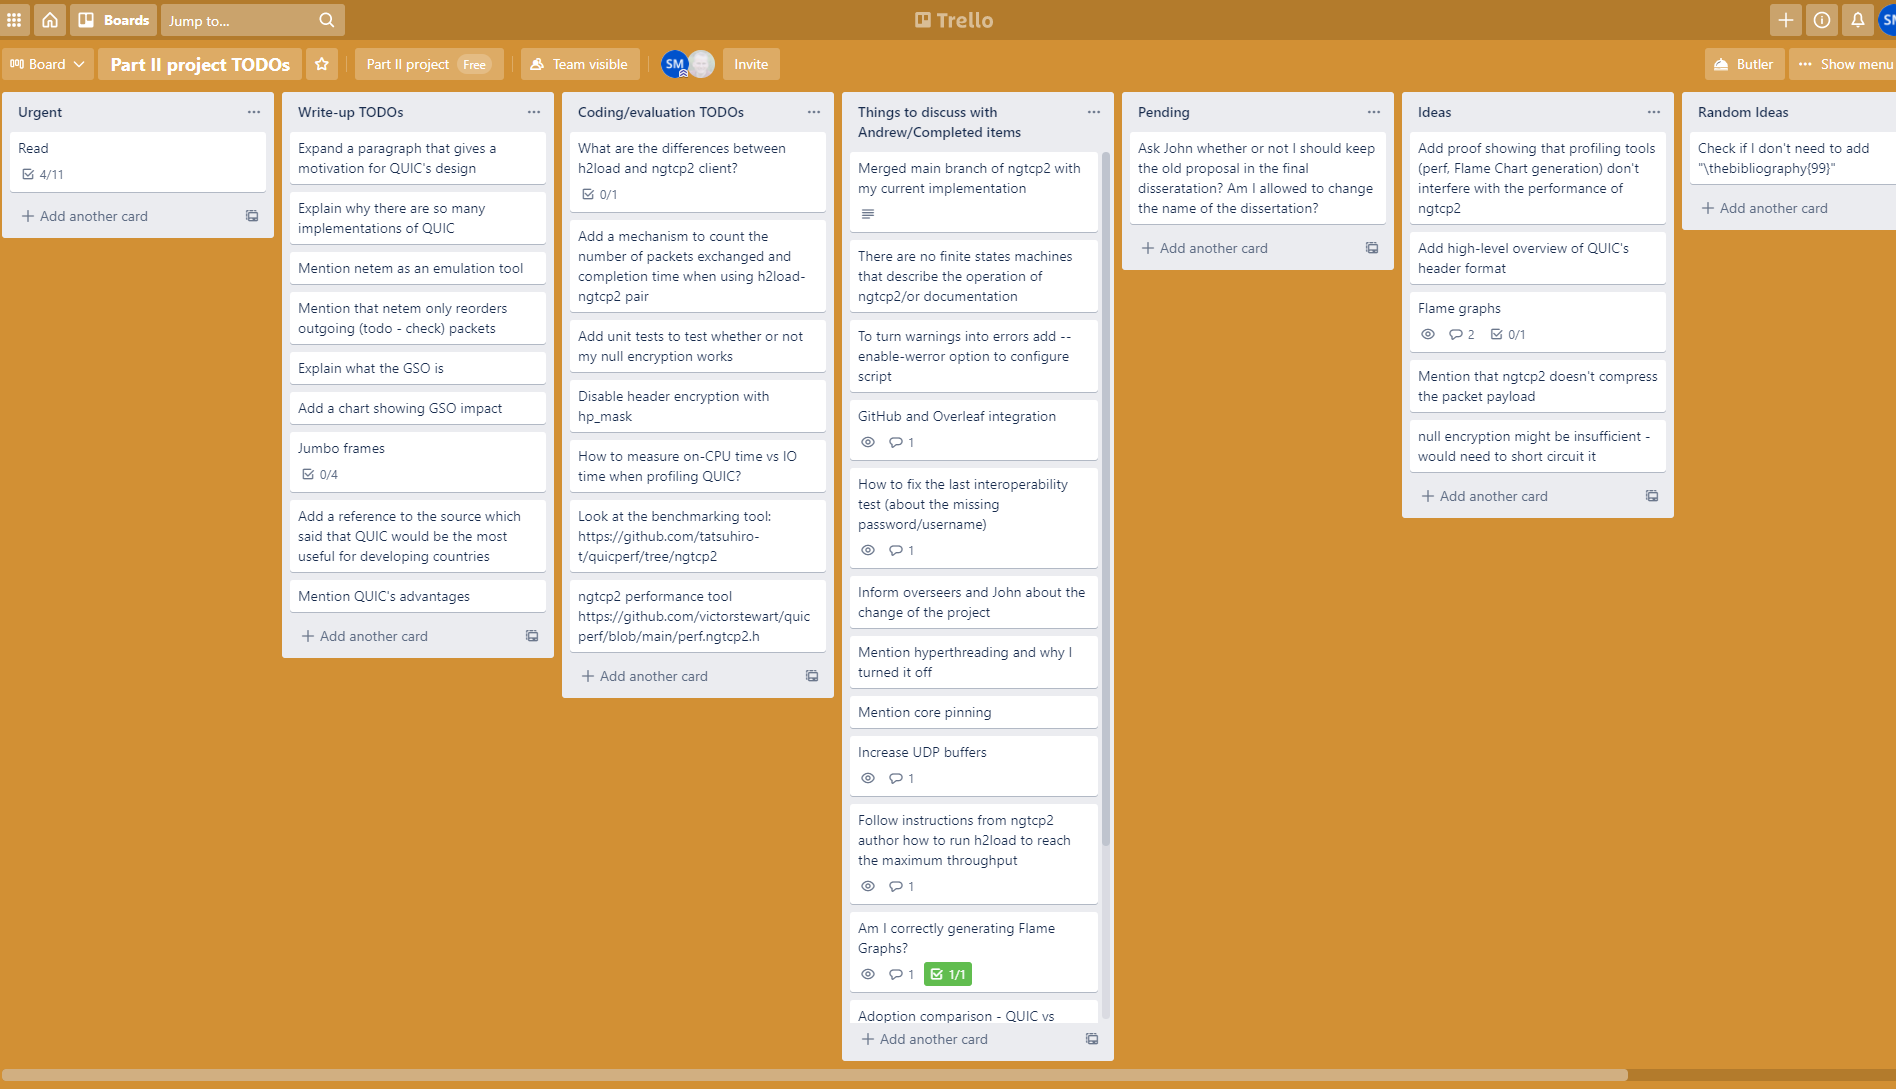 Boards
Jump to...
Trello
SM
Board
Part II project TODOs
Part II project Free
Team visible
SM
Invite
Butler
Show menu
Urgent
Read
4/11
Add another card
Write-up TODOs
Expand a paragraph that gives a
motivation for QUIC's design
Explain why there are so many
implementations of QUIC
Mention netem as an emulation tool
Mention that netem only reorders
outgoing (todo - check) packets
Explain what the GSO is
Add a chart showing GSO impact
Jumbo frames
0/4
Add a reference to the source which
said that QUIC would be the most
useful for developing countries
Mention QUIC's advantages
Add another card
Coding/evaluation TODOs
What are the differences between
h2load and ngtcp2 client?
0/1
Add a mechanism to count the
number of packets exchanged and
completion time when using h2load-
ngtcp2 pair
Add unit tests to test whether or not
my null encryption works
Disable header encryption with
hp_mask
How to measure on-CPU time vs IO
time when profiling QUIC?
Look at the benchmarking tool:
https://github.com/tatsuhiro-
t/quicperf/tree/ngtcp2
ngtcp2 performance tool
https://github.com/victorstewart/quic
perf/blob/main/perf.ngtcp2.h
Add another card
Things to discuss with
Andrew/Completed items
Merged main branch of ngtcp2 with
my current implementation
There are no finite states machines
that describe the operation of
ngtcp2/or documentation
To turn warnings into errors add --
enable-werror option to configure
script
GitHub and Overleaf integration
1
How to fix the last interoperability
test (about the missing
password/username)
1
Inform overseers and John about the
change of the project
Mention hyperthreading and why I
turned it off
Mention core pinning
Increase UDP buffers
1
Follow instructions from ngtcp2
author how to run h2load to reach
the maximum throughput
1
Am I correctly generating Flame
Graphs?
1 1/1
Adoption comparison - QUIC vs
Add another card
Pending
Ask John whether or not I should keep
the old proposal in the final
disseratation? Am I allowed to change
the name of the dissertation?
Add another card
Ideas
Add proof showing that profiling tools
(perf, Flame Chart generation) don't
interfere with the performance of
ngtcp2
Add high-level overview of QUIC's
header format
Flame graphs
2 0/1
Mention that ngtcp2 doesn't compress
the packet payload
null encryption might be insufficient -
would need to short circuit it
Add another card
Random Ideas
Check if I don't need to add
"\thebibliography{99}"
Add another card